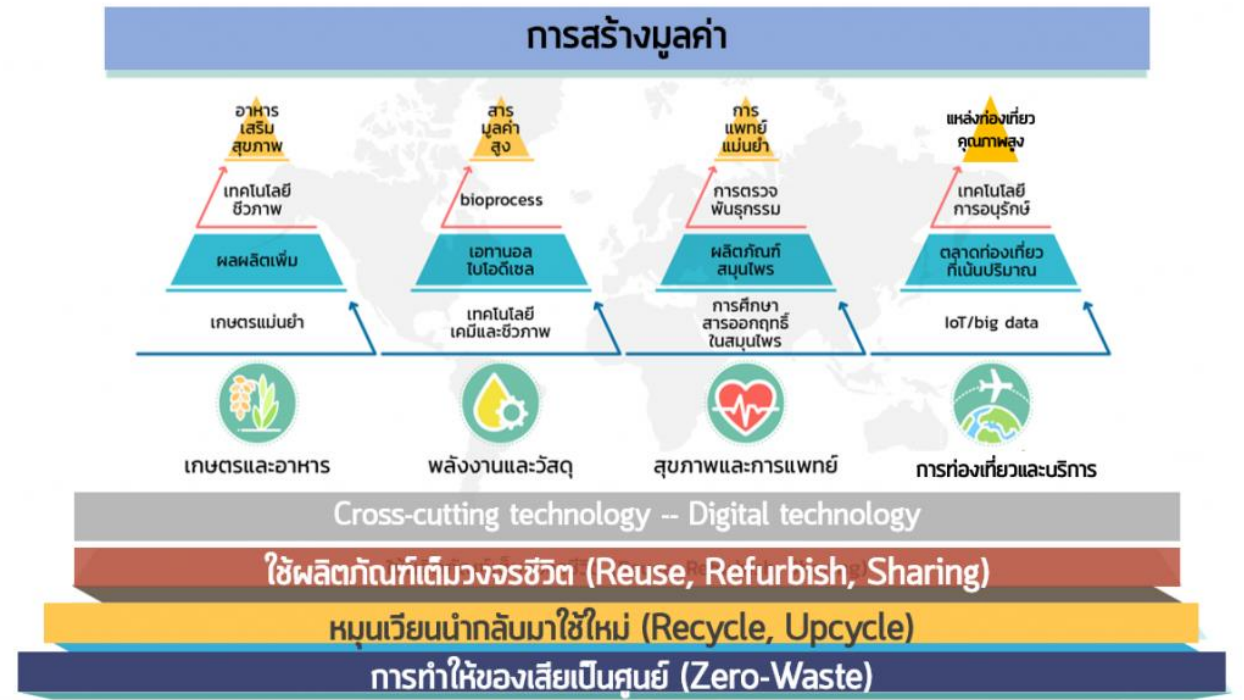 การสร้างมูลค่า
อาหาร
เสริม
สุขภาพ
เทคโนโลยี
ชีวภาพ
ผลผลิตเพิ่ม
เกษตรแม่นยำ
เกษตรและอาหาร
สาร
มูลค่า
สูง
bioprocess
เอทานอล
ไบโอดีเซล
เทคโนโลยี
เคมีและชีวภาพ
พลังงานและวัสดุ
การ
แพทย์
แม่นยำ
การตรวจ
พันธุกรรม
ผลิตภัณฑ์
สมุนไพร
การศึกษา
สารออกฤทธิ์
ในสมุนไพร
สุขภาพและการแพทย์
แหล่งท่องเที่ยว
คุณภาพสูง
เทคโนโลยี
การอนุรักษ์
ตลาดท่องเที่ยว
ที่เน้นปริมาณ
IoT/big data
การท่องเที่ยวและบริการ
Cross-cutting technology -- Digital technology
ใช้ผลิตภัณฑ์เต็มวงจรชีวิต (Reuse, Refurbish, Sharing)
หมุนเวียนนำกลับมาใช้ใหม่ (Recycle, Upcycle)
การทำให้ของเสียเป็นศูนย์ (Zero-Waste)